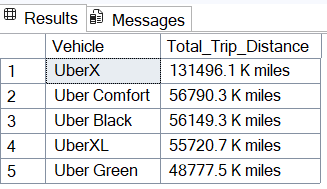 Results Messages
Vehicle Total_Trip_Distance
1 UberX 131496.1 K miles
2 Uber Comfort 56790.3 K miles
3 Uber Black 56149.3 K miles
4 UberXL 55720.7 K miles
5 Uber Green 48777.5 K miles